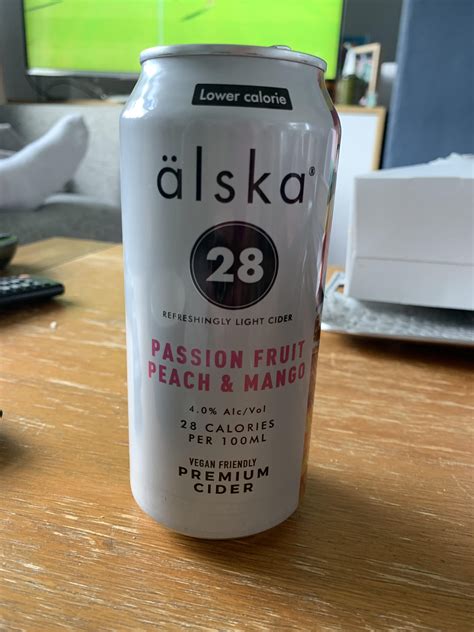 Lower calorie
älska®
28
REFRESHINGLY LIGHT CIDER
PASSION FRUIT
PEACH & MANGO
4.0% Alc/Vol
28 CALORIES
PER 100ML
VEGAN FRIENDLY
PREMIUM
CIDER